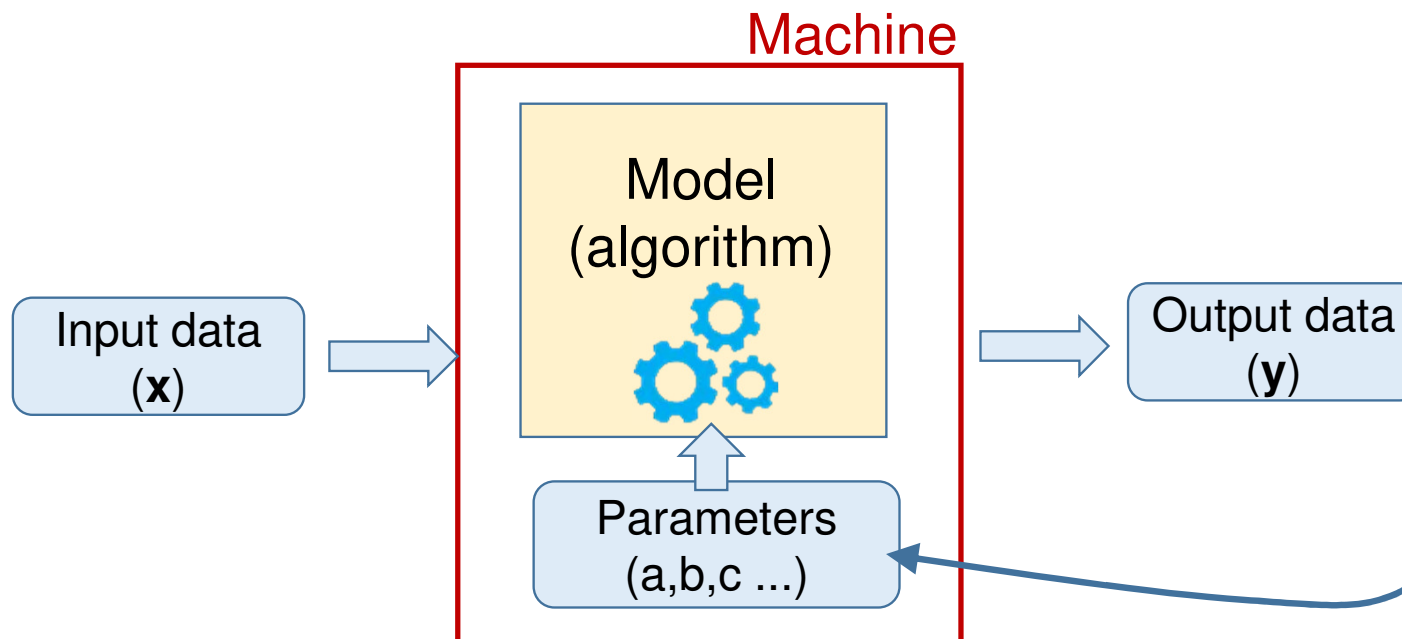 Machine
Model
(algorithm)
Input data
(x)
Output data
(y)
Parameters
(a,b,c ...)